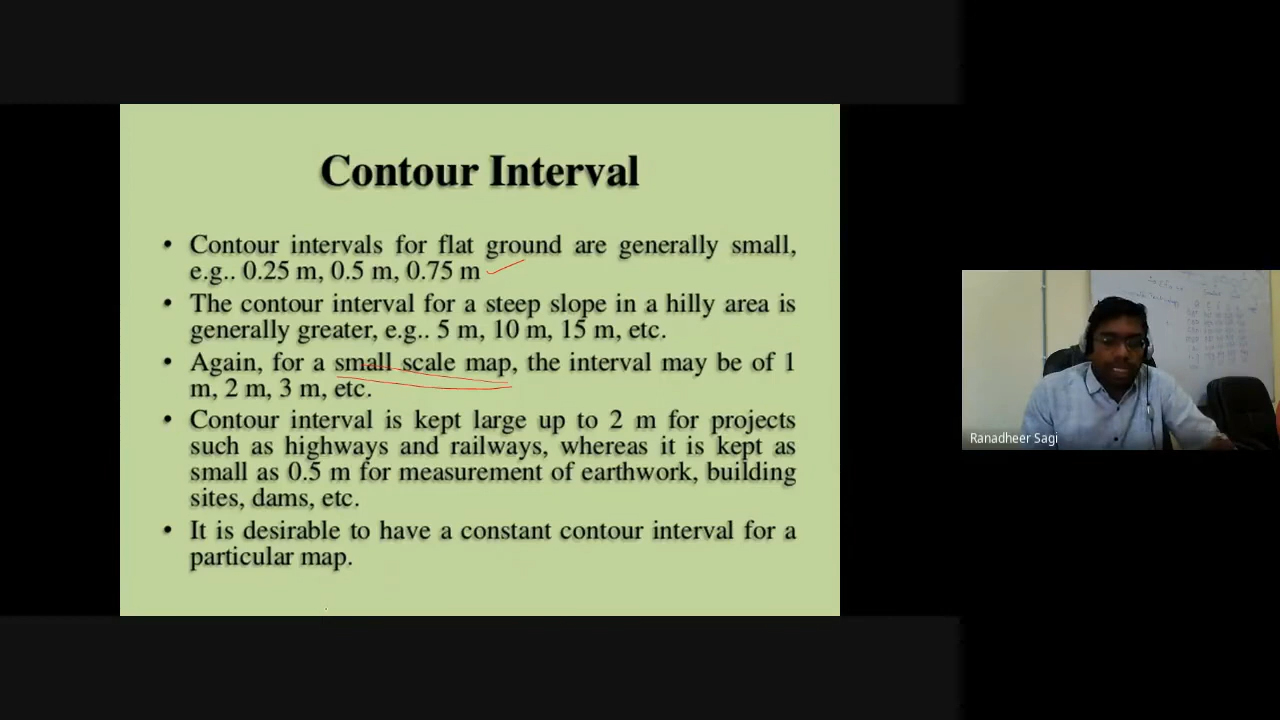 Contour Interval
• Contour intervals for flat ground are generally small,
e.g.. 0.25 m, 0.5 m, 0.75 m
• The contour interval for a steep slope in a hilly area is
generally greater, e.g.. 5 m, 10 m, 15 m, etc.
• Again, for a small scale map, the interval may be of 1
m, 2 m, 3 m, etc.
• Contour interval is kept large up to 2 m for projects
such as highways and railways, whereas it is kept as
small as 0.5 m for measurement of earthwork, building
sites, dams, etc.
• It is desirable to have a constant contour interval for a
particular map.
Ranadheer Sagi